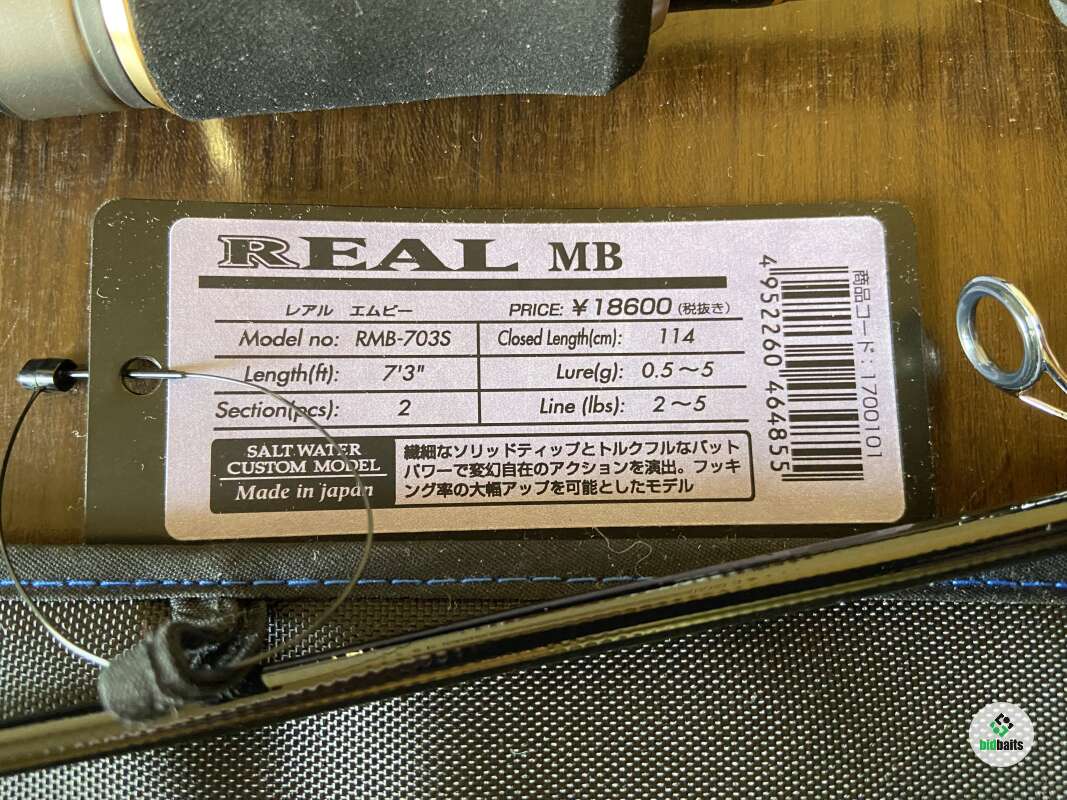 REAL MB
レアル エムピー PRICE: ¥18600 (税抜き)
Model no: RMB-703S Closed Length(cm): 114
Length(ft): 7'3" Lure(g): 0.5～5
Section(pcs): 2 Line (lbs): 2～5
SALT WATER
CUSTOM MODEL
Made in japan
繊細なソリッドティップとトルクフルなバット
パワーで変幻自在のアクションを演出。フッキ
ング率の大幅アップを可能としたモデル
商品コード:1700101
4 952260 464855
bidbaits